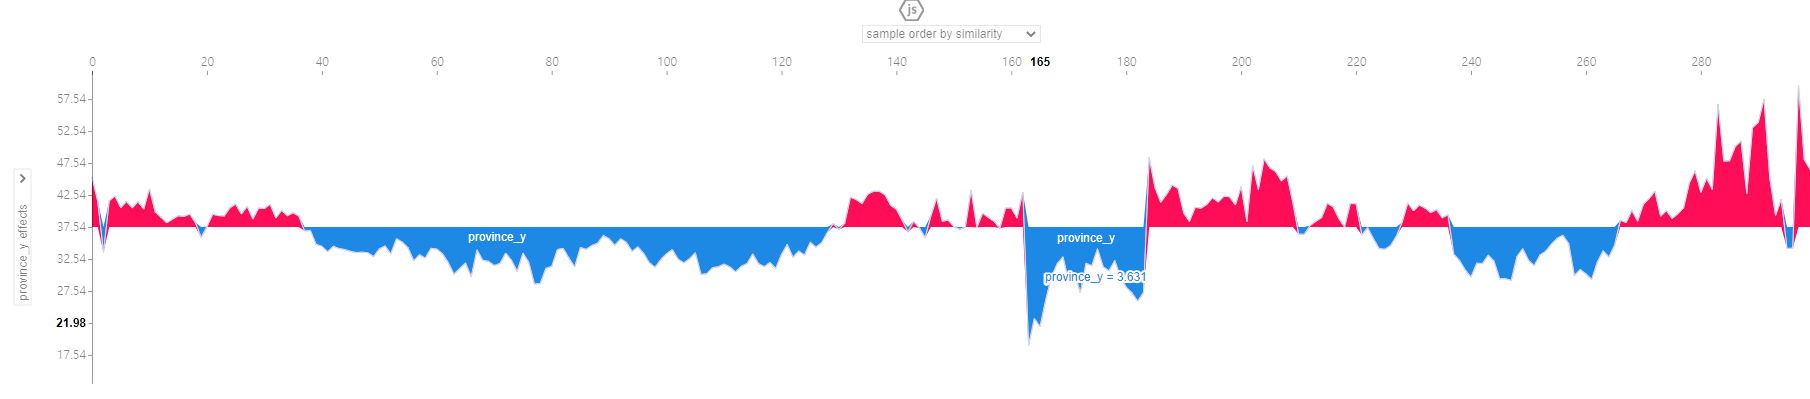 js
sample order by similarity
0 20 40 60 80 100 120 140 160 165 180 200 220 240 260 280
57.54
52.54
47.54
42.54
37.54
32.54
27.54
21.98
17.54
province_y effects
province_y
province_y
province_y = 3.631